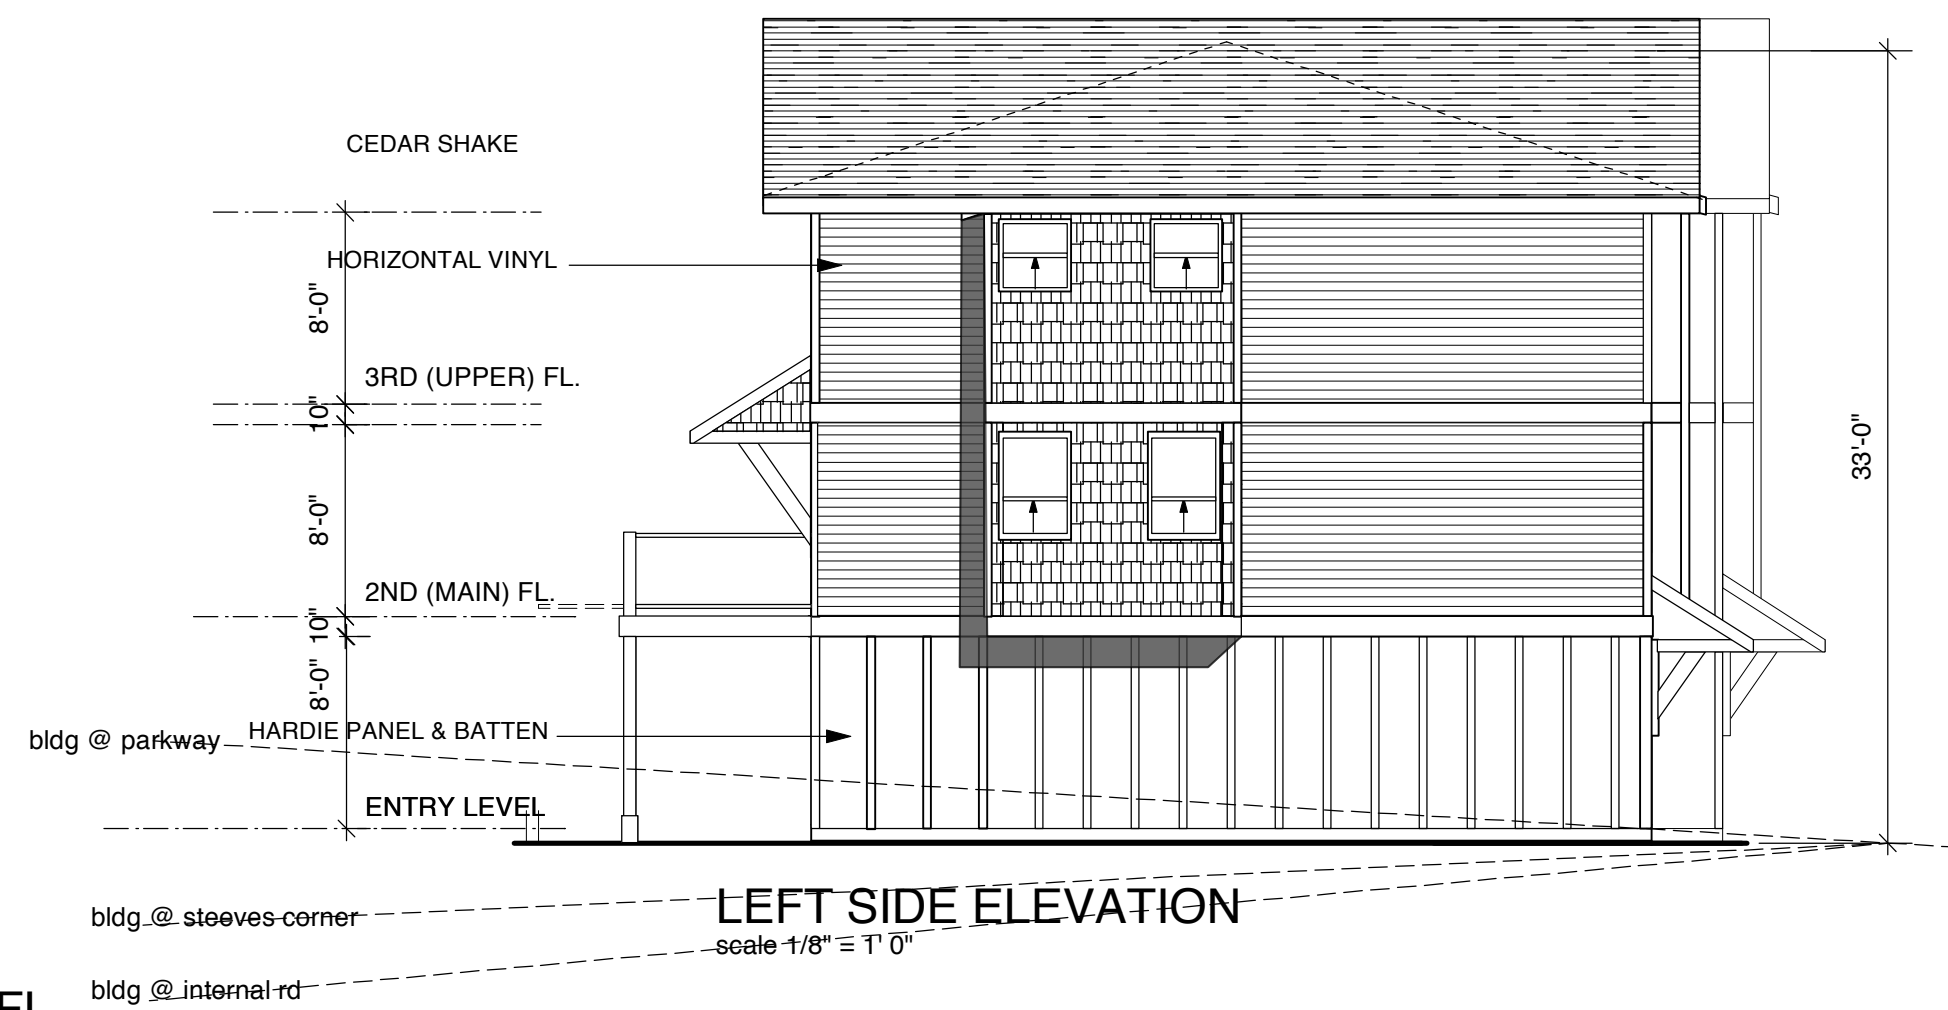 CEDAR SHAKE
HORIZONTAL VINYL
8'-0"
3RD (UPPER) FL.
10"
33'-0"
8'-0"
2ND (MAIN) FL.
10"
8'-0"
HARDIE PANEL & BATTEN
bldg @ parkway
ENTRY LEVEL
LEFT SIDE ELEVATION
scale 1/8" = 1' 0"
bldg @ steeves corner
bldg @ internal rd